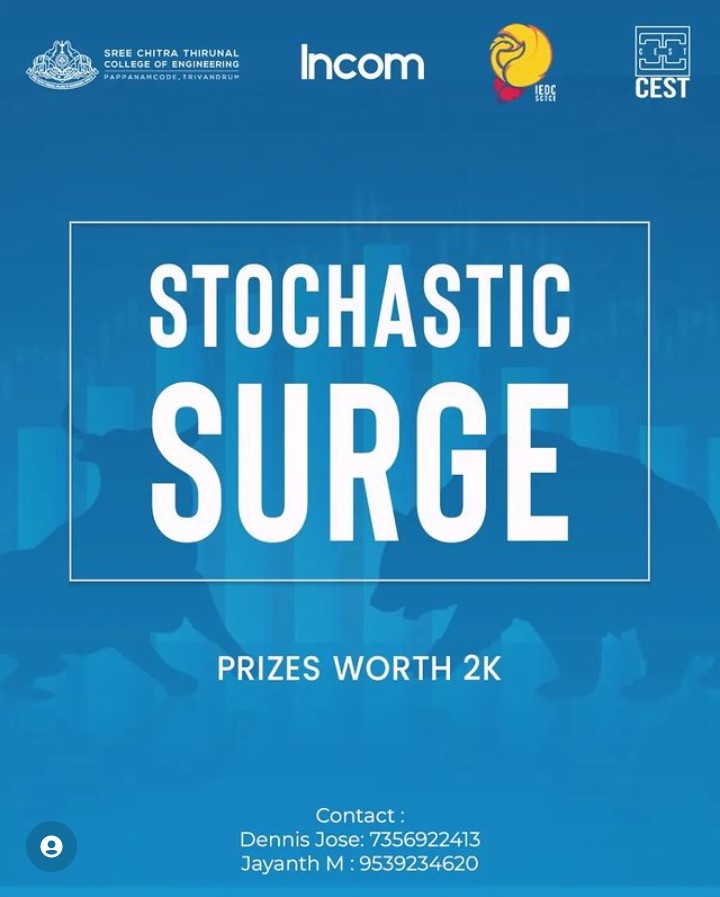 SREE CHITRA THIRUNAL
COLLEGE OF ENGINEERING
PAPPANAMCODE, TRIVANDRUM
Incom
IEDC
SCTCE
C E S T
CEST
STOCHASTIC
SURGE
PRIZES WORTH 2K
Contact :
Dennis Jose: 7356922413
Jayanth M : 9539234620